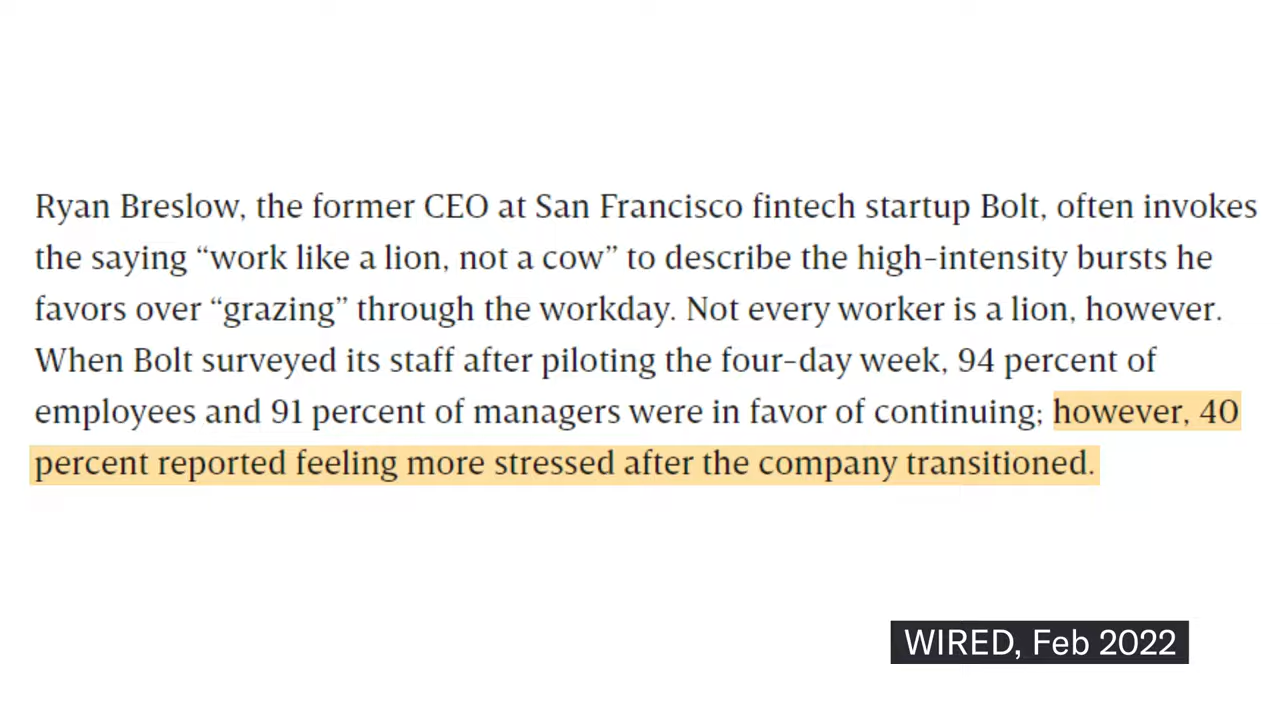 Ryan Breslow, the former CEO at San Francisco fintech startup Bolt, often invokes
the saying “work like a lion, not a cow” to describe the high-intensity bursts he
favors over “grazing” through the workday. Not every worker is a lion, however.
When Bolt surveyed its staff after piloting the four-day week, 94 percent of
employees and 91 percent of managers were in favor of continuing; however, 40
percent reported feeling more stressed after the company transitioned.
WIRED, Feb 2022